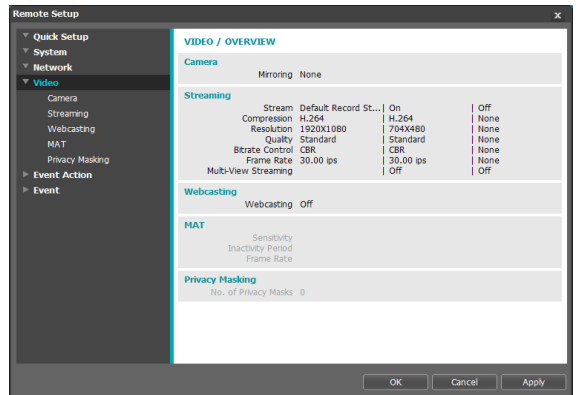 Remote Setup x
Quick Setup
System
Network
Video
Camera
Streaming
Webcasting
MAT
Privacy Masking
Event Action
Event
VIDEO / OVERVIEW
Camera
Mirroring None
Streaming
Stream Default Record St...| On | Off
Compression H.264 | H.264 | None
Resolution 1920X1080 | 704X480 | None
Quality Standard | Standard | None
Bitrate Control CBR | CBR | None
Frame Rate 30.00 ips | 30.00 ips | None
Multi-View Streaming | Off | Off
Webcasting
Webcasting Off
MAT
Sensitivity
Inactivity Period
Frame Rate
Privacy Masking
No. of Privacy Masks 0
OK Cancel Apply